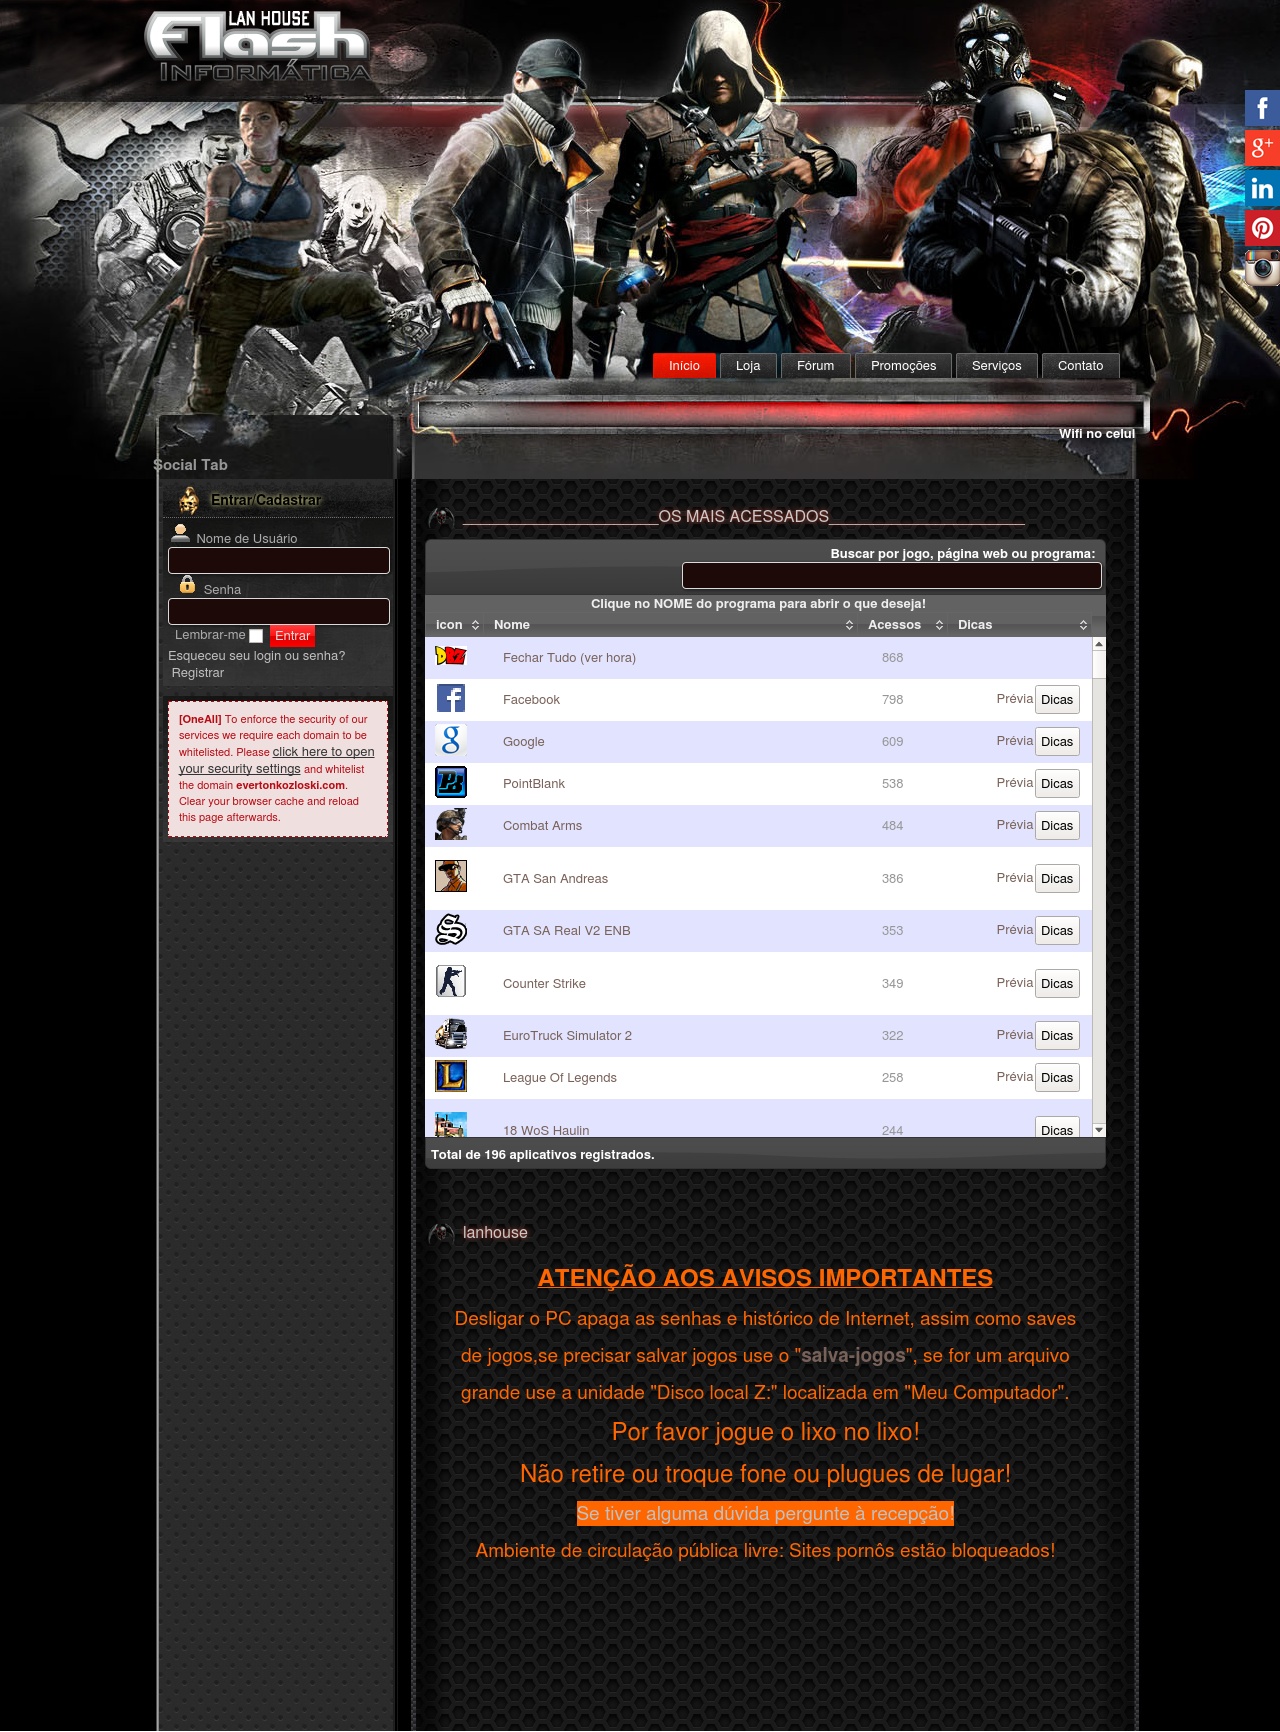 LAN HOUSE
Flash
INFORMÁTICA
Início
Loja
Fórum
Promoções
Serviços
Contato
Wifi no celul
Social Tab
Entrar/Cadastrar
Nome de Usuário
Senha
Lembrar-me
Entrar
Esqueceu seu login ou senha?
Registrar
[OneAll] To enforce the security of our
services we require each domain to be
whitelisted. Please click here to open
your security settings and whitelist
the domain evertonkozloski.com.
Clear your browser cache and reload
this page afterwards.
______________________OS MAIS ACESSADOS______________________
Buscar por jogo, página web ou programa:
Clique no NOME do programa para abrir o que deseja!
icon Nome Acessos Dicas
Fechar Tudo (ver hora) 868
Facebook 798 Prévia Dicas
Google 609 Prévia Dicas
PointBlank 538 Prévia Dicas
Combat Arms 484 Prévia Dicas
GTA San Andreas 386 Prévia Dicas
GTA SA Real V2 ENB 353 Prévia Dicas
Counter Strike 349 Prévia Dicas
EuroTruck Simulator 2 322 Prévia Dicas
League Of Legends 258 Prévia Dicas
18 WoS Haulin 244 Dicas
Total de 196 aplicativos registrados.
lanhouse
ATENÇÃO AOS AVISOS IMPORTANTES
Desligar o PC apaga as senhas e histórico de Internet, assim como saves
de jogos,se precisar salvar jogos use o "salva-jogos", se for um arquivo
grande use a unidade "Disco local Z:" localizada em "Meu Computador".
Por favor jogue o lixo no lixo!
Não retire ou troque fone ou plugues de lugar!
Se tiver alguma dúvida pergunte à recepção!
Ambiente de circulação pública livre: Sites pornôs estão bloqueados!